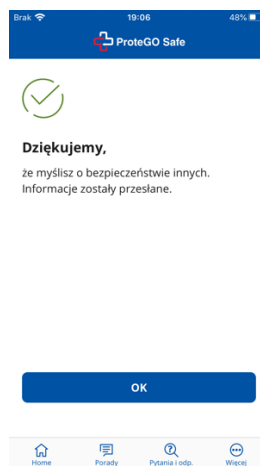 Brak 19:06 48%
ProteGO Safe
Dziękujemy,
że myślisz o bezpieczeństwie innych.
Informacje zostały przesłane.
OK
Home Porady Pytania i odp. Więcej